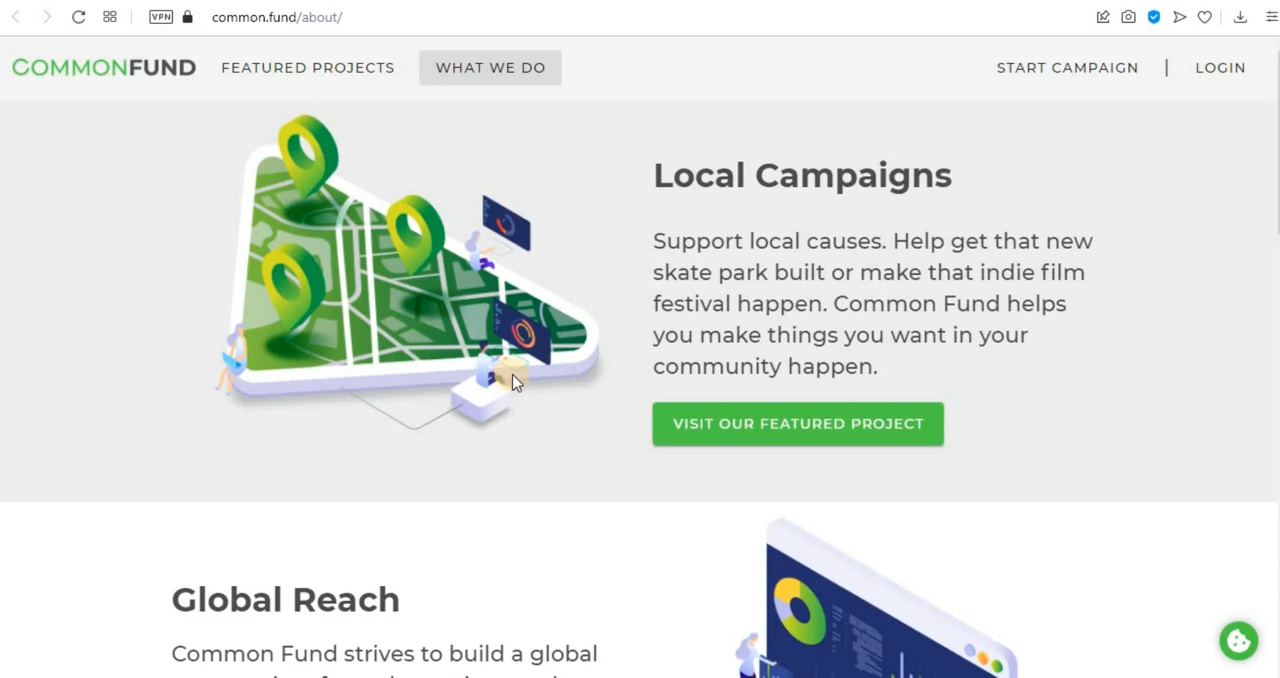 VPN common.fund/about/
COMMONFUND FEATURED PROJECTS WHAT WE DO START CAMPAIGN | LOGIN
Local Campaigns
Support local causes. Help get that new
skate park built or make that indie film
festival happen. Common Fund helps
you make things you want in your
community happen.
VISIT OUR FEATURED PROJECT
Global Reach
Common Fund strives to build a global